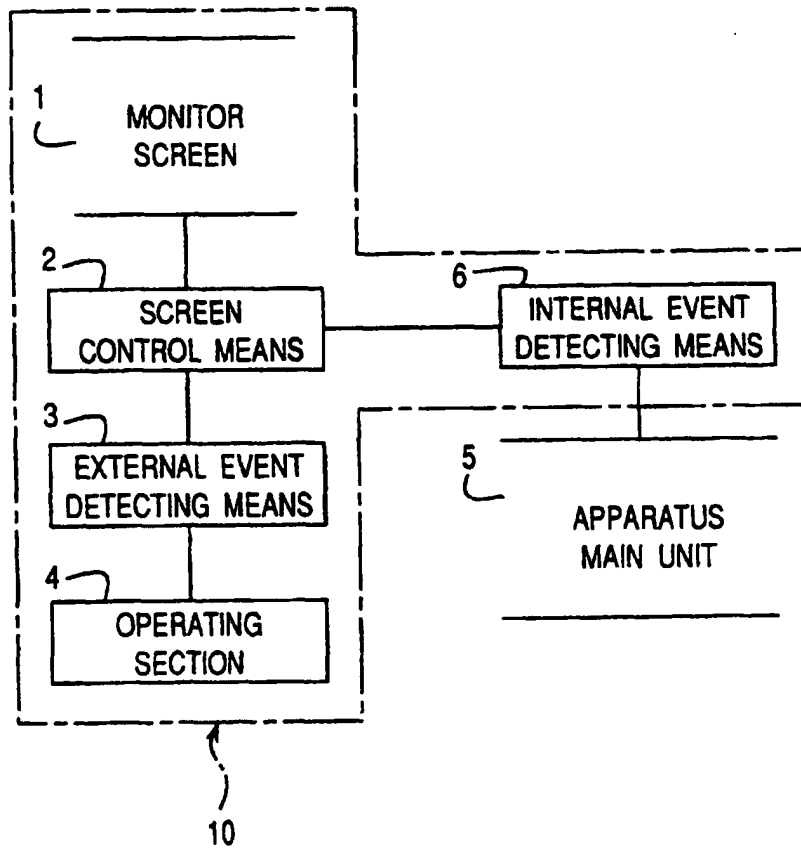 1
MONITOR
SCREEN
2
SCREEN
CONTROL MEANS
6
INTERNAL EVENT
DETECTING MEANS
3
EXTERNAL EVENT
DETECTING MEANS
5
APPARATUS
MAIN UNIT
4
OPERATING
SECTION
10